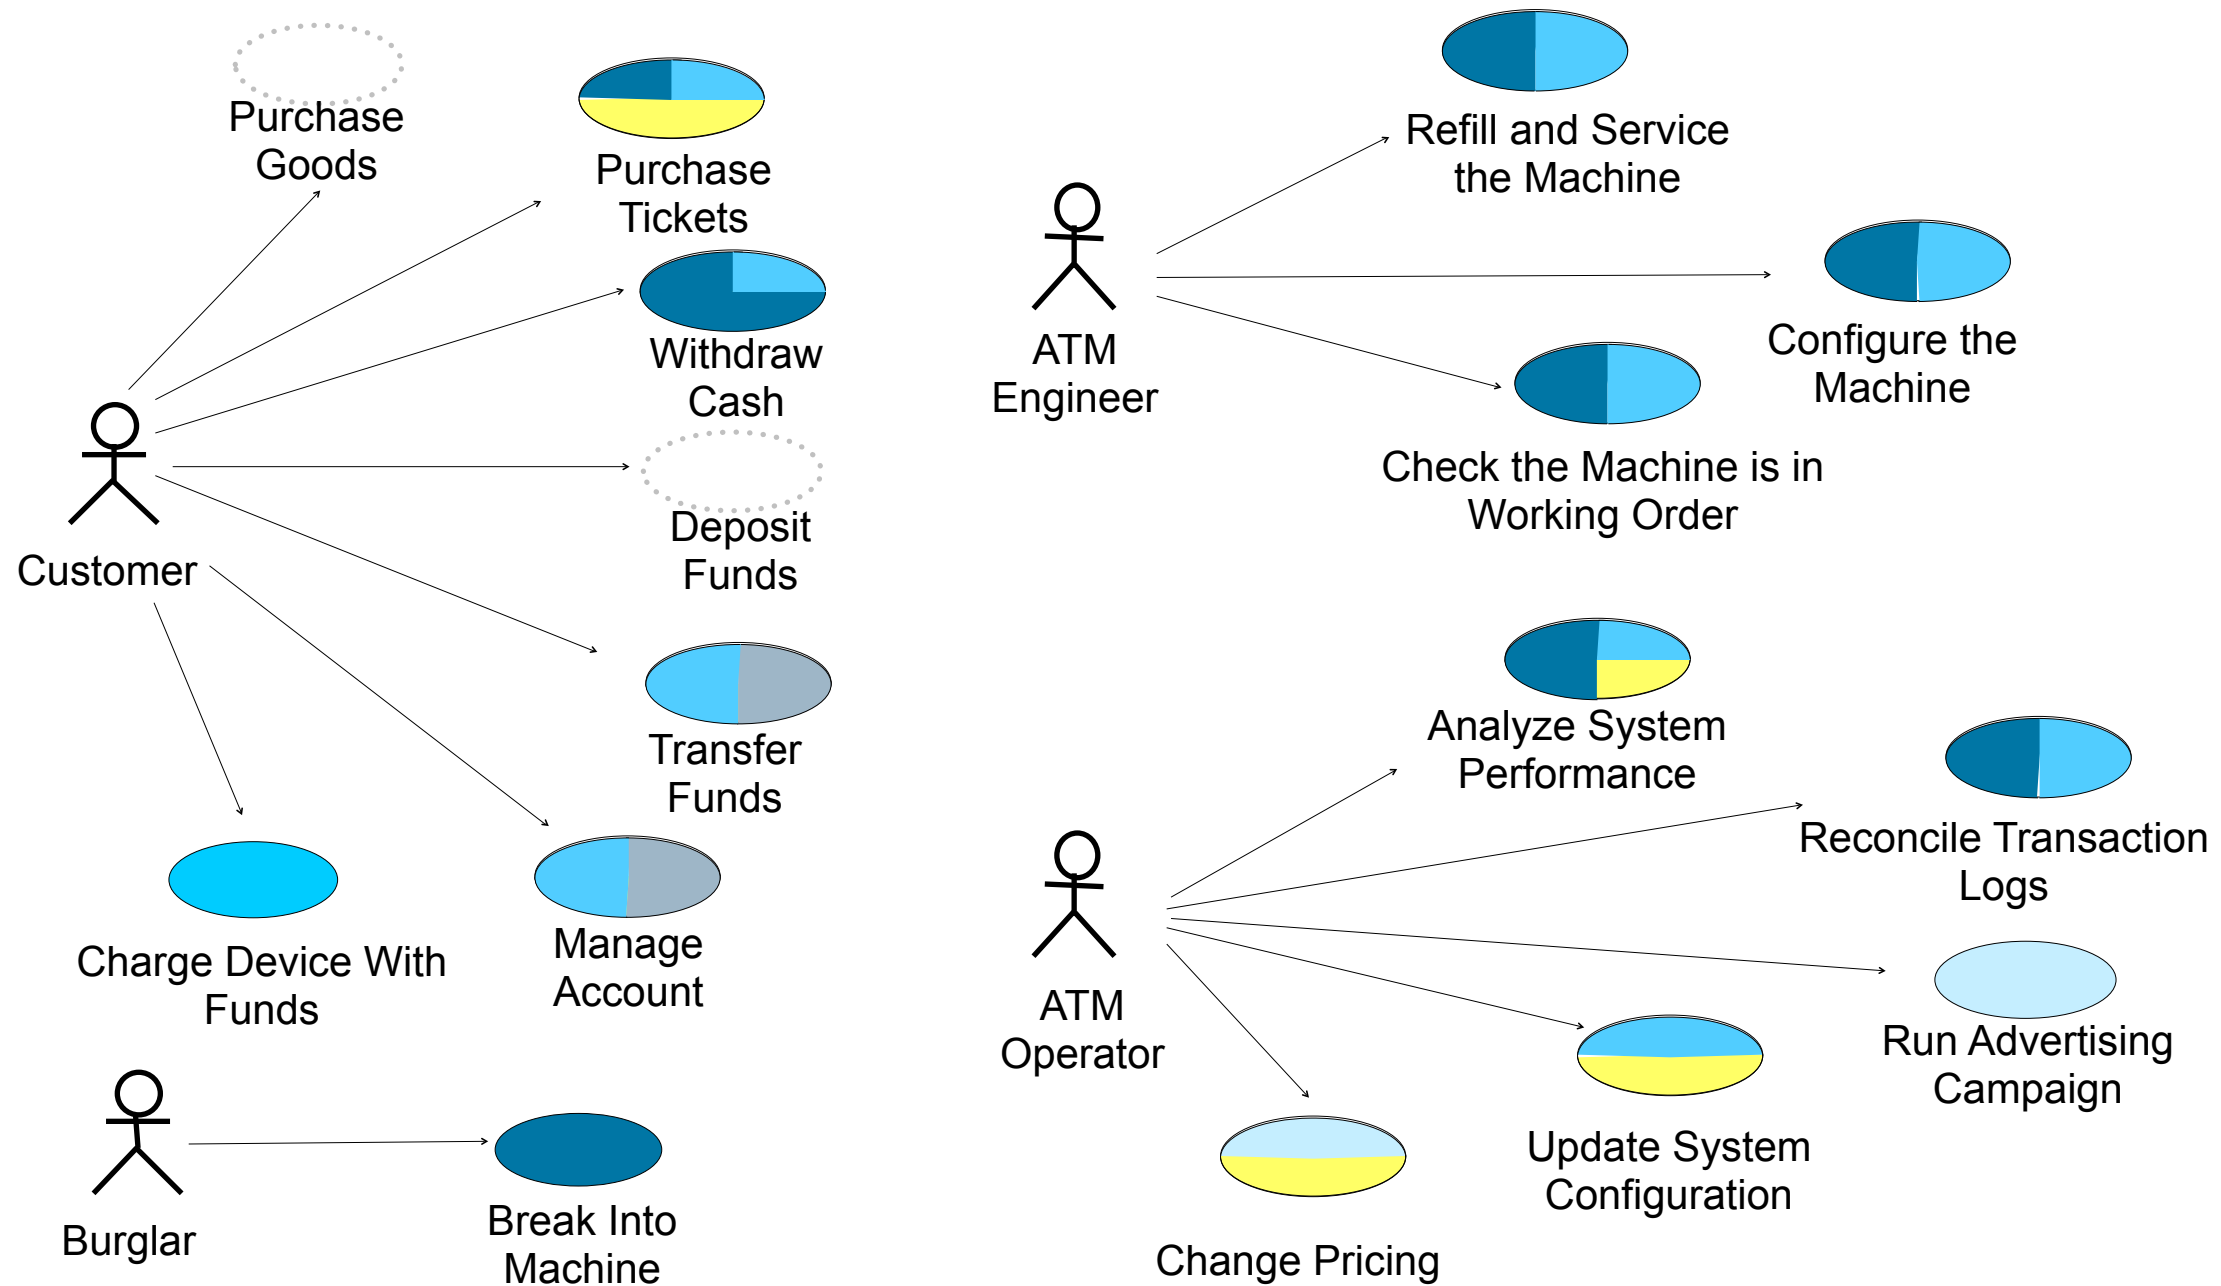 Purchase
Goods
Purchase
Tickets
Withdraw
Cash
Deposit
Funds
Customer
Transfer
Funds
Charge Device With
Funds
Manage
Account
Burglar
Break Into
Machine
Refill and Service
the Machine
ATM
Engineer
Configure the
Machine
Check the Machine is in
Working Order
Analyze System
Performance
Reconcile Transaction
Logs
ATM
Operator
Run Advertising
Campaign
Update System
Configuration
Change Pricing